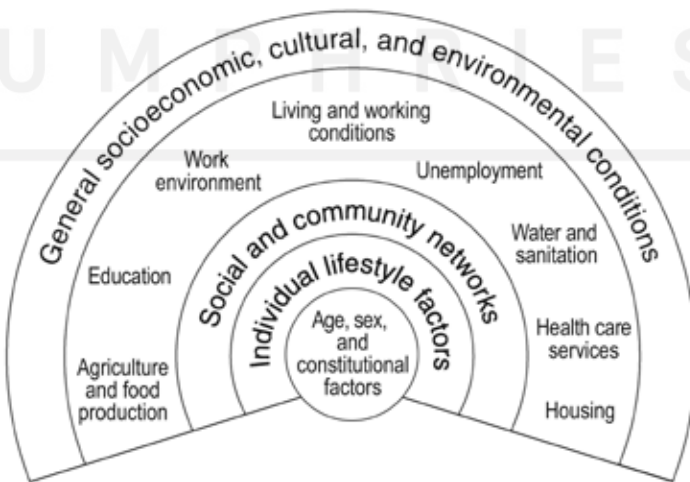 UMPHRIES
General socioeconomic, cultural, and environmental conditions
Living and working
conditions
Work
environment
Unemployment
Education
Water and
sanitation
Agriculture
and food
production
Health care
services
Housing
Social and community networks
Individual lifestyle factors
Age, sex,
and
constitutional
factors